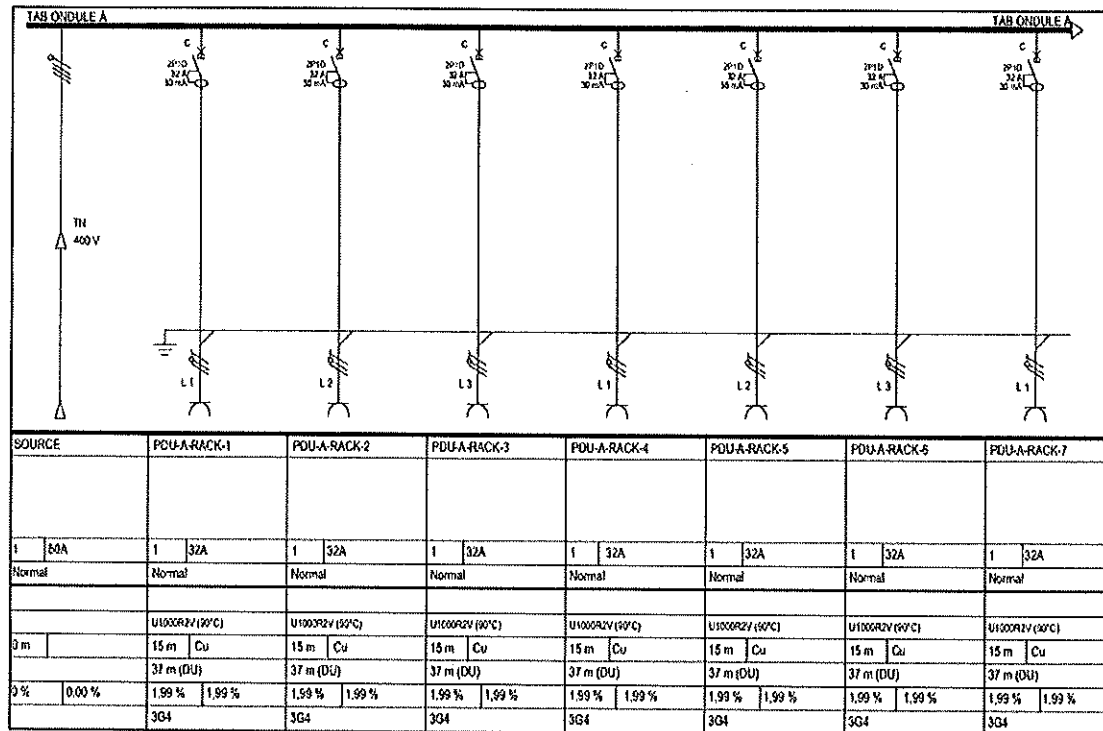 TAB ONDULE A TAB ONDULE A
C C C C C C C
2P1D 2P1D 2P1D 2P1D 2P1D 2P1D 2P1D
32 A 32 A 32 A 32 A 32 A 32 A 32 A
30 mA 30 mA 30 mA 30 mA 30 mA 30 mA 30 mA
TN
400 V
L1 L2 L3 L1 L2 L3 L1
SOURCE PDU-A-RACK-1 PDU-A-RACK-2 PDU-A-RACK-3 PDU-A-RACK-4 PDU-A-RACK-5 PDU-A-RACK-6 PDU-A-RACK-7
1 1 32A 1 32A 1 32A 1 32A 1 32A 1 32A 1 32A
Normal Normal Normal Normal Normal Normal Normal Normal
U1000R2V (90°C) U1000R2V (90°C) U1000R2V (90°C) U1000R2V (90°C) U1000R2V (90°C) U1000R2V (90°C) U1000R2V (90°C)
0 m 15 m Cu 15 m Cu 15 m Cu 15 m Cu 15 m Cu 15 m Cu 15 m Cu
37 m (DU) 37 m (DU) 37 m (DU) 37 m (DU) 37 m (DU) 37 m (DU) 37 m (DU)
0 % 0,00 % 1,99 % 1,99 % 1,99 % 1,99 % 1,99 % 1,99 % 1,99 % 1,99 % 1,99 % 1,99 % 1,99 % 1,99 % 1,99 % 1,99 %
3G4 3G4 3G4 3G4 3G4 3G4 3G4